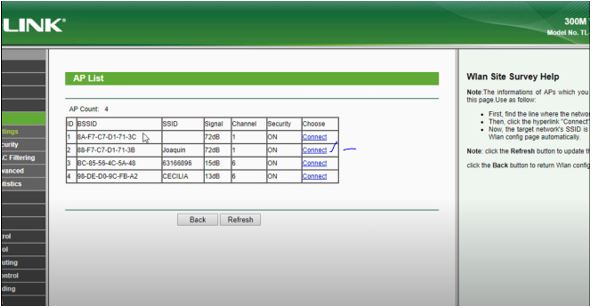 LINK
300M
Model No. TL-
AP List
AP Count: 4
ID BSSID SSID Signal Channel Security Choose
1 8A-F7-C7-D1-71-3C 72dB 1 ON Connect
2 88-F7-C7-D1-71-3B Joaquin 72dB 1 ON Connect
3 BC-85-56-4C-5A-48 63166896 15dB 6 ON Connect
4 98-DE-D0-9C-FB-A2 CECILIA 13dB 6 ON Connect
Back Refresh
tings
curity
C Filtering
vanced
tistics
rol
ol
uting
ontrol
ding
Wlan Site Survey Help
Note:The informations of APs which you
this page.Use as follow:
First, find the line where the networ
Then, click the hyperlink "Connect"
Now, the target network's SSID is
Wlan config page automatically.
Note: click the Refresh button to update th
click the Back button to return Wlan config